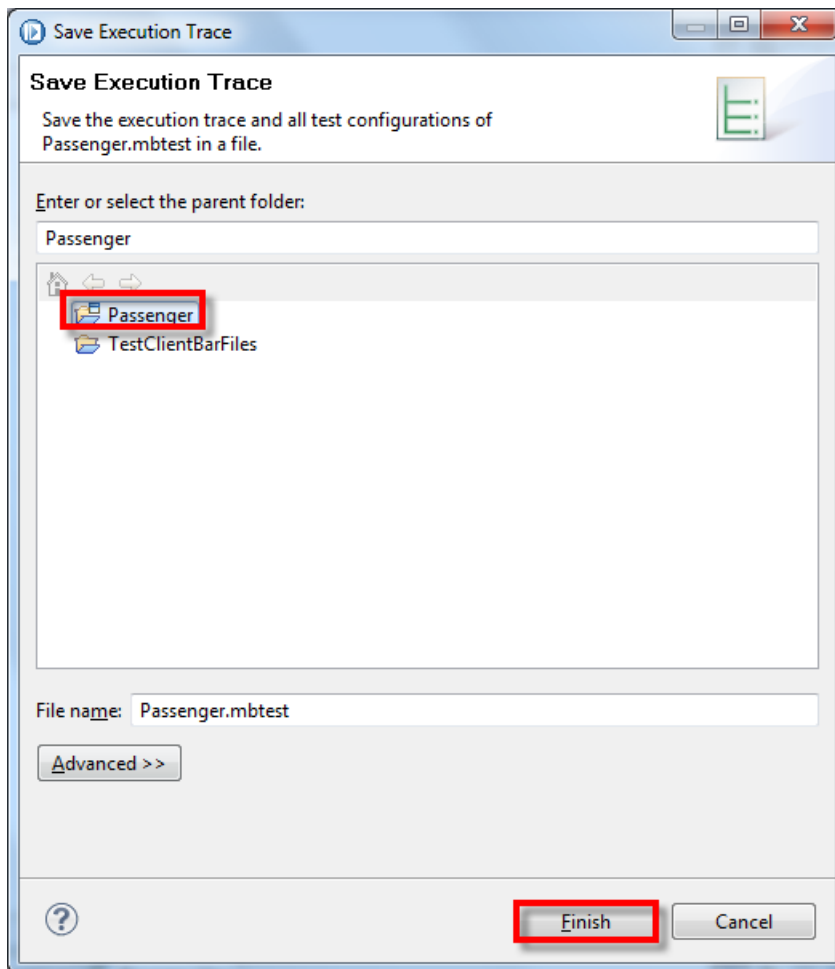 Save Execution Trace
Save Execution Trace
Save the execution trace and all test configurations of
Passenger.mbtest in a file.
Enter or select the parent folder:
Passenger
Passenger
TestClientBarFiles
File name: Passenger.mbtest
Advanced >>
Finish Cancel